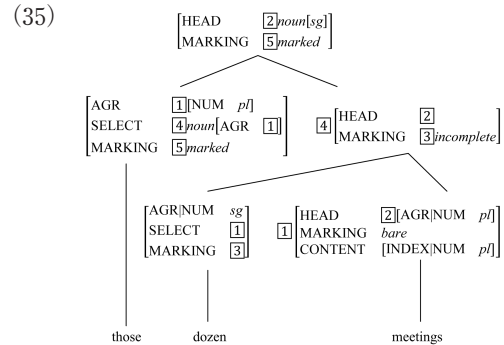 (35)
HEAD 2 noun[sg]
MARKING 5 marked
AGR 1 [NUM pl]
SELECT 4 noun[AGR 1]
MARKING 5 marked
4 HEAD 2
MARKING 3 incomplete
AGR|NUM sg
SELECT 1
MARKING 3
1 HEAD 2 [AGR|NUM pl]
MARKING bare
CONTENT [INDEX|NUM pl]
those dozen meetings